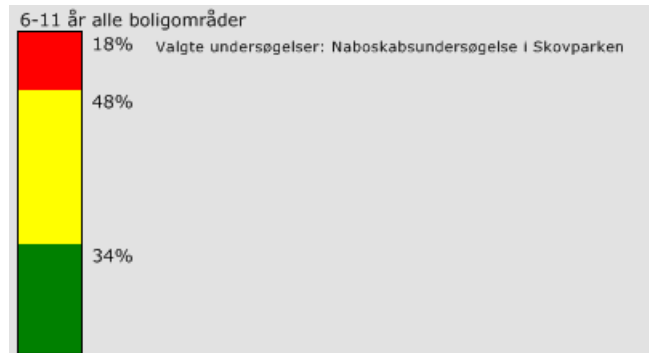 6-11 år alle boligområder
18% Valgte undersøgelser: Naboskabsundersøgelse i Skovparken
48%
34%